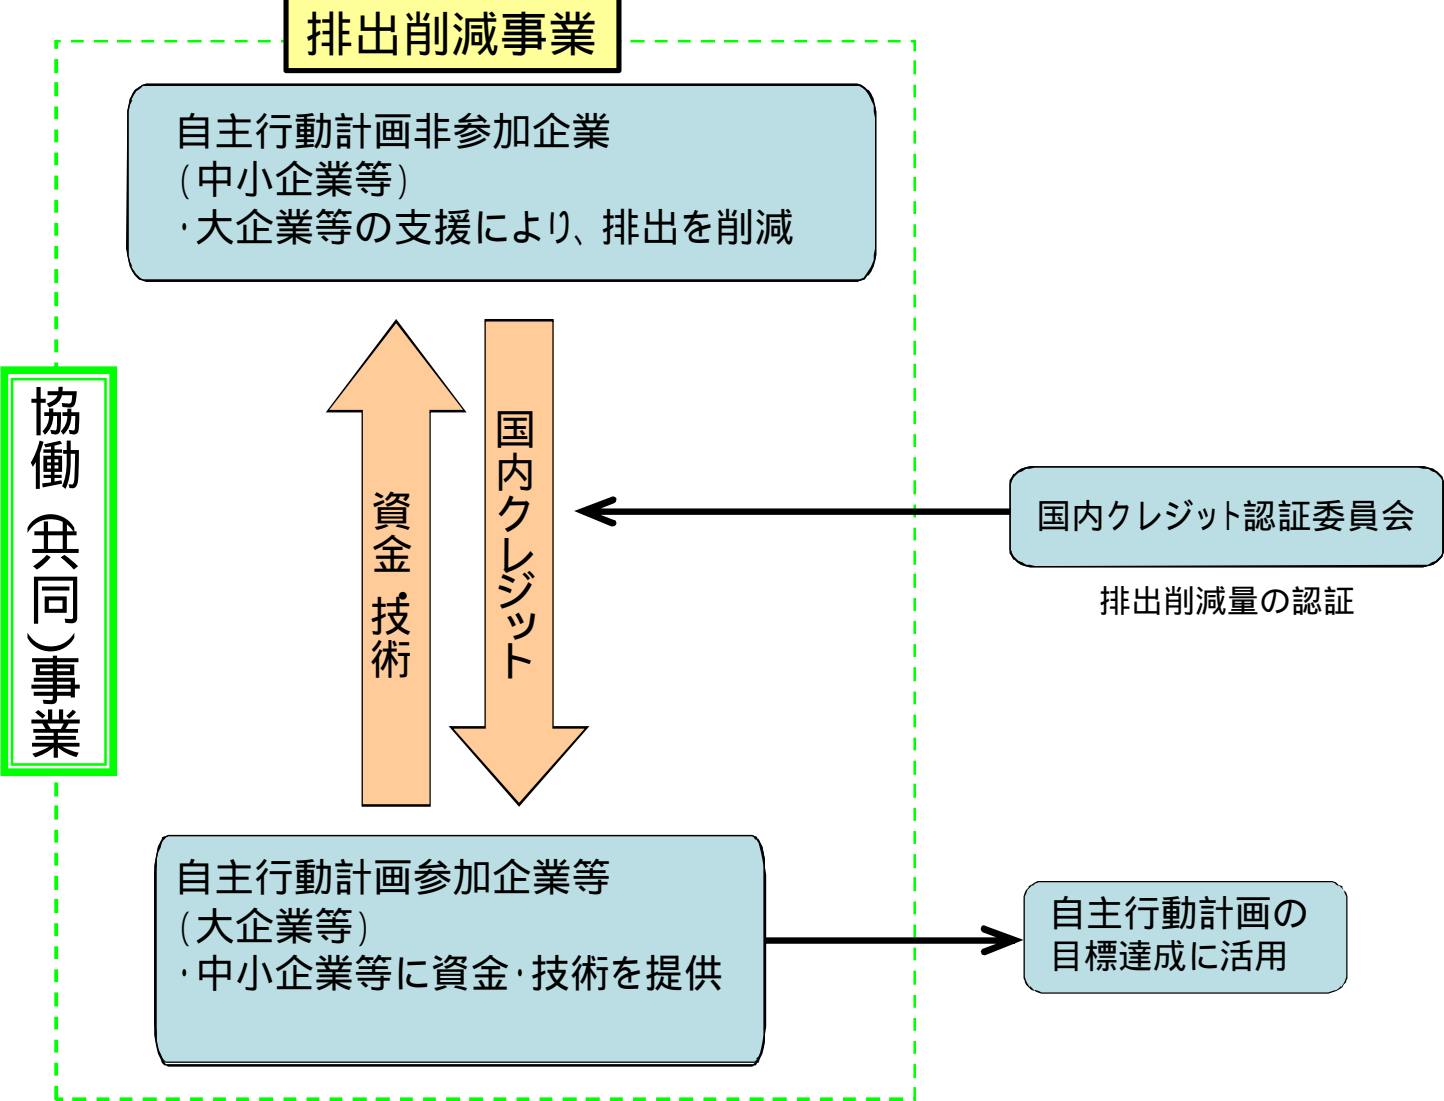 排出削減事業
自主行動計画非参加企業
(中小企業等)
・大企業等の支援により、排出を削減
協働(共同)事業
資金・技術
国内クレジット
国内クレジット認証委員会
排出削減量の認証
自主行動計画参加企業等
(大企業等)
・中小企業等に資金・技術を提供
自主行動計画の
目標達成に活用